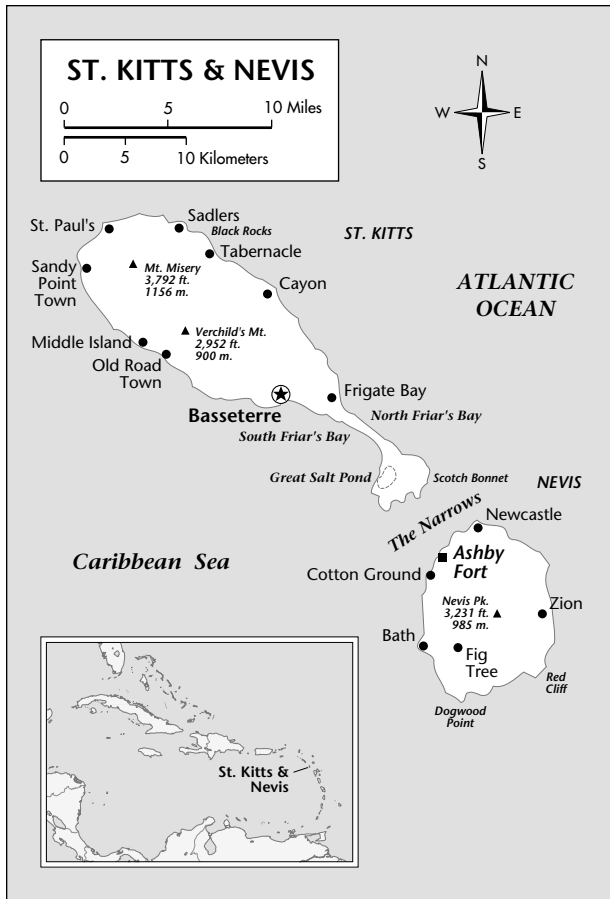 ST. KITTS & NEVIS
0 5 10 Miles
0 5 10 Kilometers
N
W E
S
St. Paul's
Sadlers
Black Rocks
ST. KITTS
Tabernacle
Sandy
Point
Town
Mt. Misery
3,792 ft.
1156 m.
Cayon
ATLANTIC
OCEAN
Middle Island
Verchild's Mt.
2,952 ft.
900 m.
Old Road
Town
Basseterre
Frigate Bay
North Friar's Bay
South Friar's Bay
Great Salt Pond
Scotch Bonnet
NEVIS
The Narrows
Newcastle
Caribbean Sea
Ashby
Fort
Cotton Ground
Nevis Pk.
3,231 ft.
985 m.
Zion
Bath
Fig
Tree
Red
Cliff
Dogwood
Point
St. Kitts &
Nevis